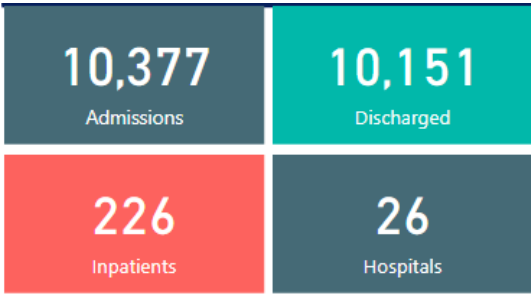 10,377
Admissions
10,151
Discharged
226
Inpatients
26
Hospitals